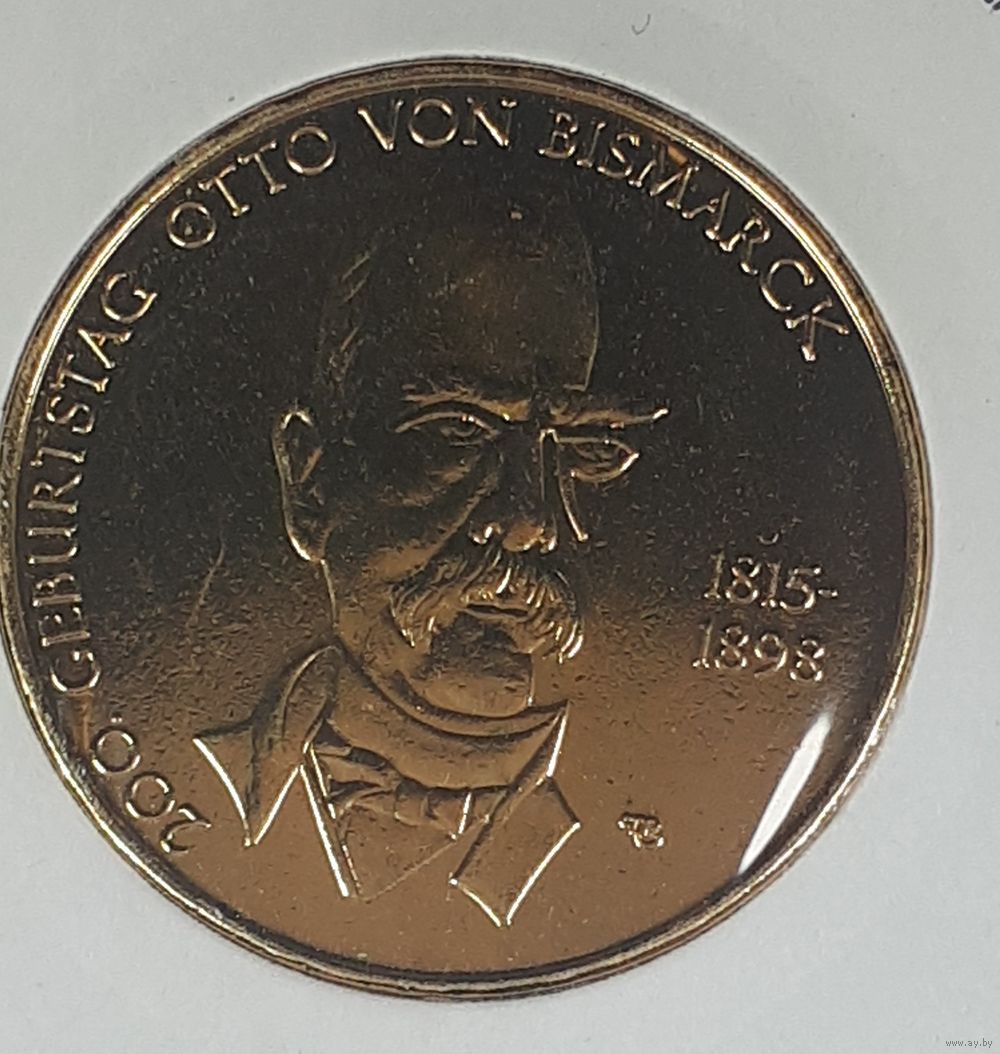 200. GEBURTSTAG OTTO VON BISMARCK
1815-
1898
www.ay.by